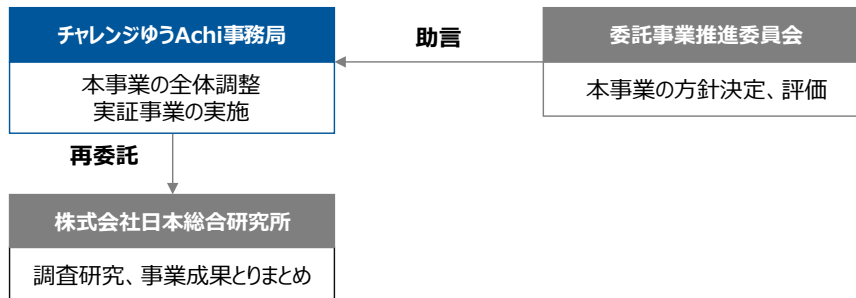 チャレンジゆうAchi事務局
本事業の全体調整
実証事業の実施
助言
委託事業推進委員会
本事業の方針決定、評価
再委託
株式会社日本総合研究所
調査研究、事業成果とりまとめ